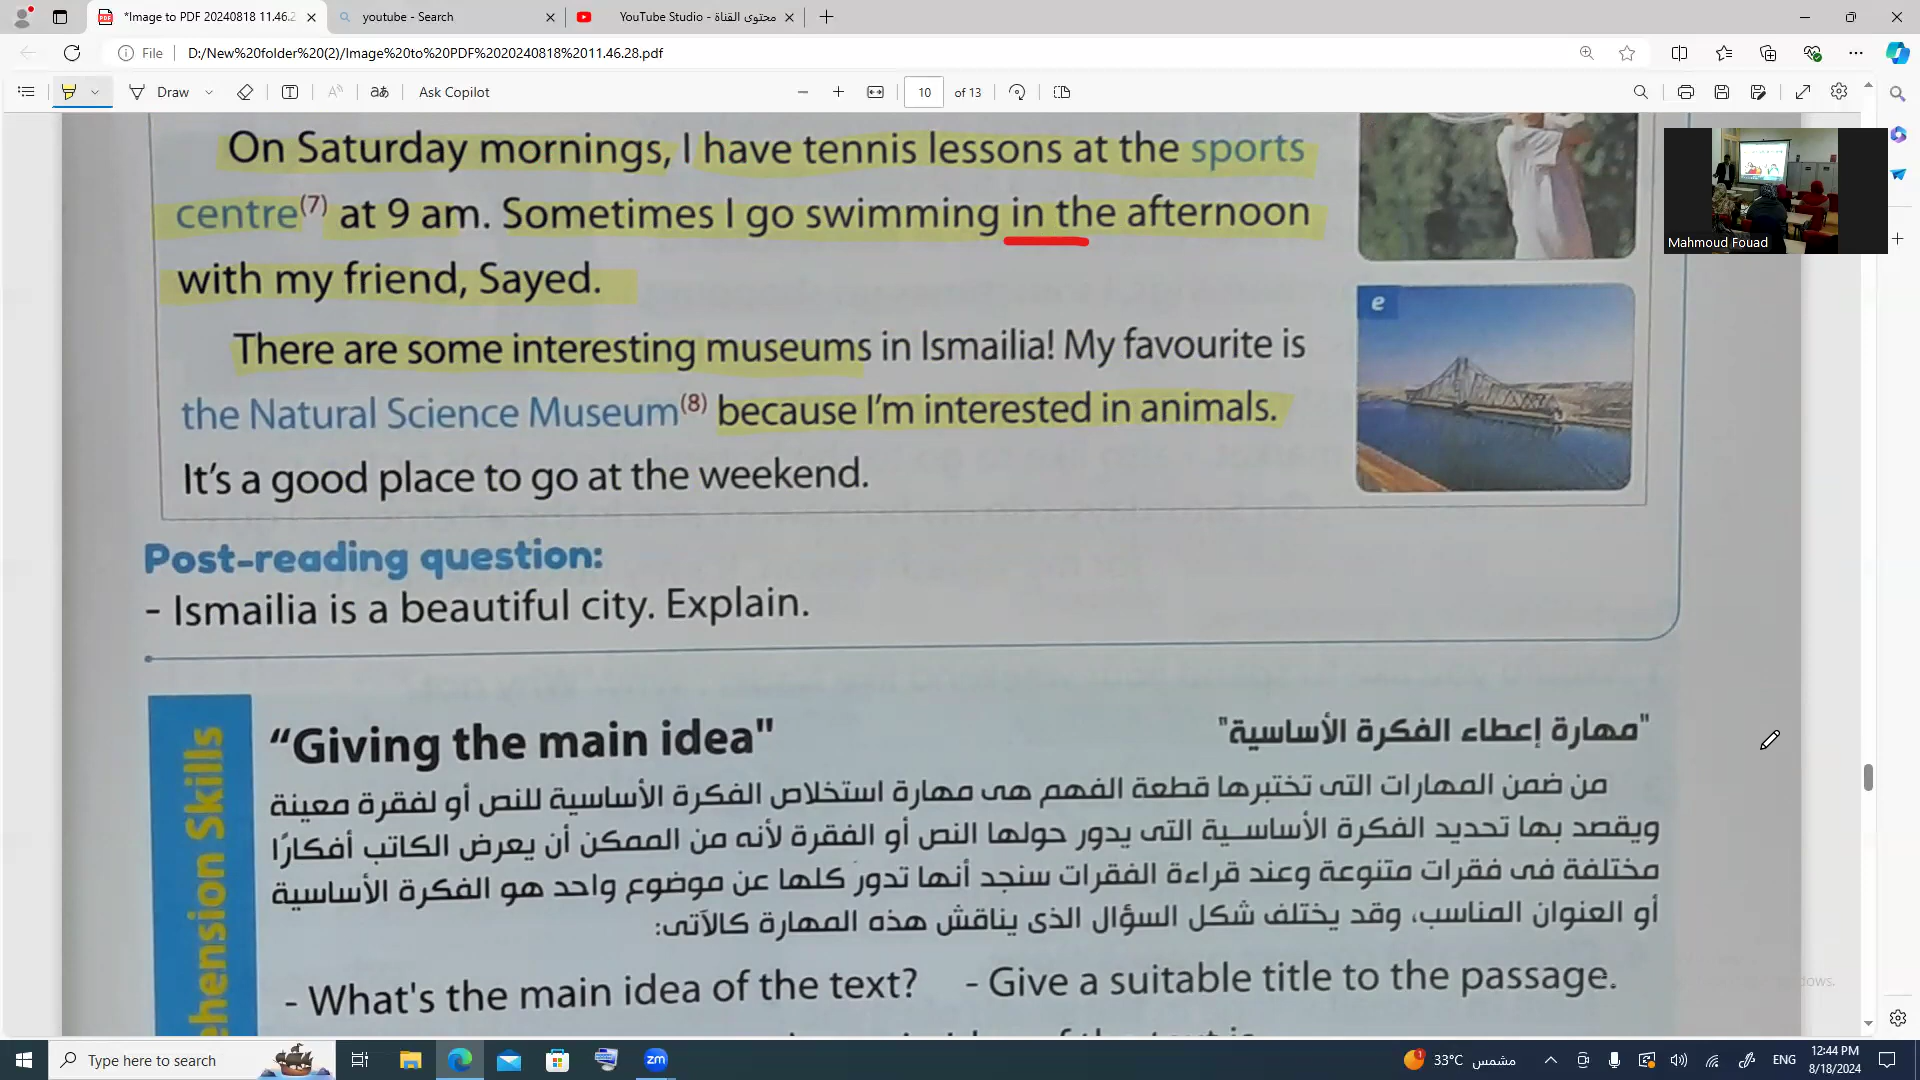 *Image to PDF 20240818 11.46.2
youtube - Search
YouTube Studio - محتوى القناة
File
D:/New%20folder%20(2)/Image%20to%20PDF%2020240818%2011.46.28.pdf
Draw
aあ
Ask Copilot
10
of 13
On Saturday mornings, I have tennis lessons at the sports
centre(7) at 9 am. Sometimes I go swimming in the afternoon
with my friend, Sayed.
There are some interesting museums in Ismailia! My favourite is
the Natural Science Museum(8) because I'm interested in animals.
It's a good place to go at the weekend.
e
Mahmoud Fouad
Post-reading question:
- Ismailia is a beautiful city. Explain.
hension Skills
“Giving the main idea"
"مهارة إعطاء الفكرة الأساسية"
من ضمن المهارات التى تختبرها قطعة الفهم هى مهارة استخلاص الفكرة الأساسية للنص أو لفقرة معينة
ويقصد بها تحديد الفكرة الأساسية التى يدور حولها النص أو الفقرة لأنه من الممكن أن يعرض الكاتب أفكارًا
مختلفة فى فقرات متنوعة وعند قراءة الفقرات سنجد أنها تدور كلها عن موضوع واحد هو الفكرة الأساسية
أو العنوان المناسب، وقد يختلف شكل السؤال الذى يناقش هذه المهارة كالآتى:
- What's the main idea of the text?
- Give a suitable title to the passage.
Type here to search
zm
33°C مشمس
ENG
12:44 PM
8/18/2024